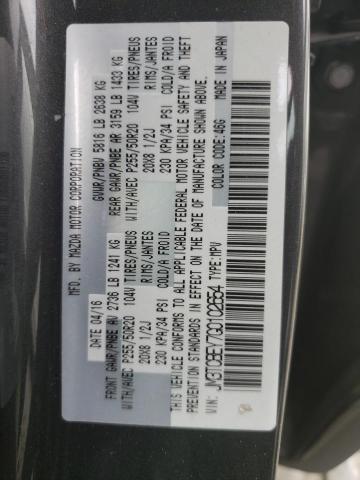 MFD. BY MAZDA MOTOR CORPORATION
DATE 04/16 GVWR/PNBV 5816 LB 2638 KG
FRONT GAWR/PNBE AV 2736 LB 1241 KG REAR GAWR/PNBE AR 3159 LB 1433 KG
WITH/AVEC P255/50R20 104V TIRES/PNEUS WITH/AVEC P255/50R20 104V TIRES/PNEUS
20X8 1/2J RIMS/JANTES 20X8 1/2J RIMS/JANTES
230 KPA/34 PSI COLD/A FROID 230 KPA/34 PSI COLD/A FROID
THIS VEHICLE CONFORMS TO ALL APPLICABLE FEDERAL MOTOR VEHICLE SAFETY AND THEFT
PREVENTION STANDARDS IN EFFECT ON THE DATE OF MANUFACTURE SHOWN ABOVE.
JM3TCBEY7G0102654 TYPE:MPV COLOR CODE:46G MADE IN JAPAN